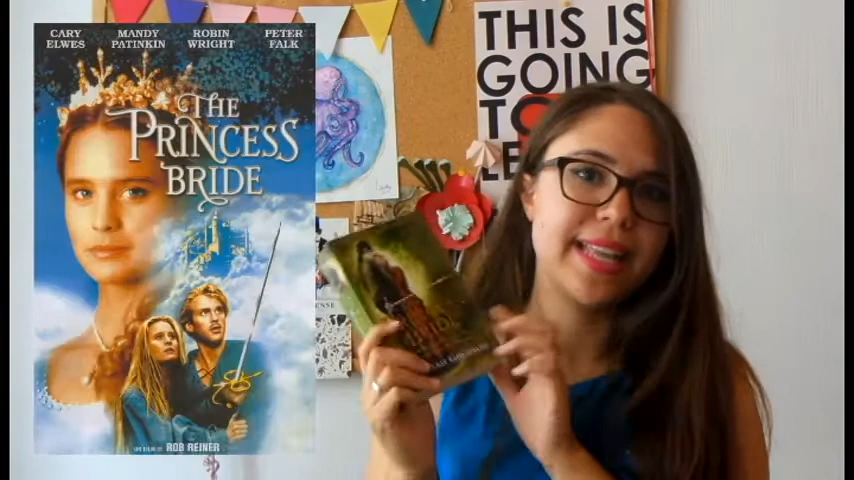 CARY
ELWES
MANDY
PATINKIN
ROBIN
WRIGHT
PETER
FALK
THE
PRINCESS
BRIDE
ROB REINER
THIS IS
GOING